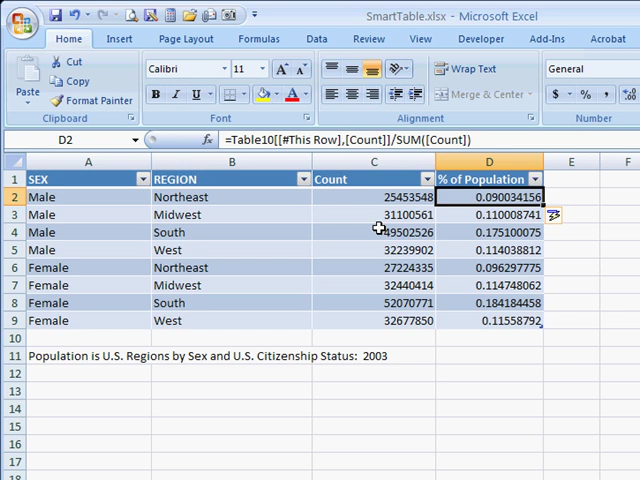 SmartTable.xlsx - Microsoft Excel
Home Insert Page Layout Formulas Data Review View Developer Add-Ins Acrobat
Paste
Cut
Copy
Format Painter
Clipboard
Calibri 11 A A
B I U A
Font
Wrap Text
Merge & Center
Alignment
General
$ % ,
Number
D2 fx =Table10[[#This Row],[Count]]/SUM([Count])
A B C D E F
1 SEX REGION Count % of Population
2 Male Northeast 25453548 0.090034156
3 Male Midwest 31100561 0.110008741
4 Male South 49502526 0.175100075
5 Male West 32239902 0.114038812
6 Female Northeast 27224335 0.096297775
7 Female Midwest 32440414 0.114748062
8 Female South 52070771 0.184184458
9 Female West 32677850 0.11558792
10
11 Population is U.S. Regions by Sex and U.S. Citizenship Status: 2003
12
13
14
15
16
17
18